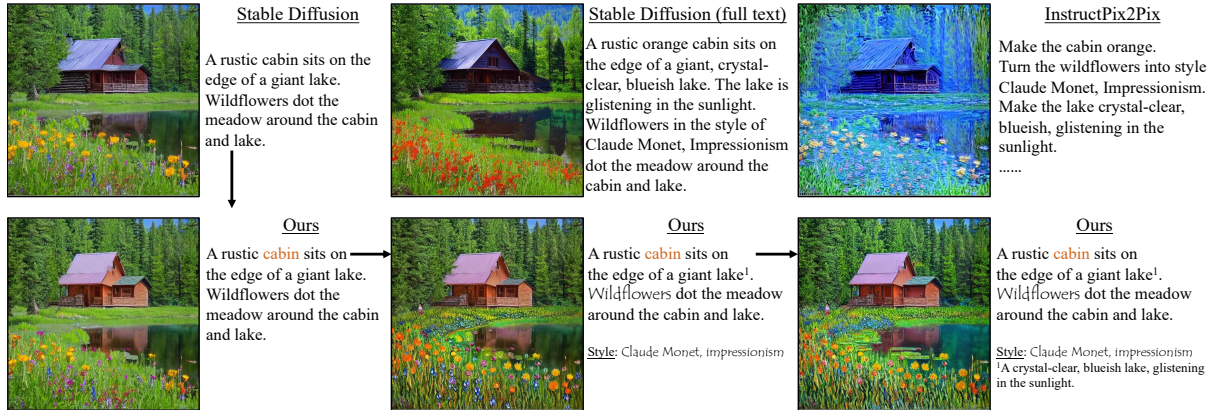 Stable Diffusion
A rustic cabin sits on the
edge of a giant lake.
Wildflowers dot the
meadow around the cabin
and lake.
Stable Diffusion (full text)
A rustic orange cabin sits on
the edge of a giant, crystal-
clear, blueish lake. The lake is
glistening in the sunlight.
Wildflowers in the style of
Claude Monet, Impressionism
dot the meadow around the
cabin and lake.
InstructPix2Pix
Make the cabin orange.
Turn the wildflowers into style
Claude Monet, Impressionism.
Make the lake crystal-clear,
blueish, glistening in the
sunlight.
......
Ours
A rustic cabin sits on
the edge of a giant lake.
Wildflowers dot the
meadow around the cabin
and lake.
Ours
A rustic cabin sits on
the edge of a giant lake¹.
Wildflowers dot the meadow
around the cabin and lake.
Style: Claude Monet, impressionism
Ours
A rustic cabin sits on
the edge of a giant lake¹.
Wildflowers dot the meadow
around the cabin and lake.
Style: Claude Monet, impressionism
¹A crystal-clear, blueish lake, glistening
in the sunlight.